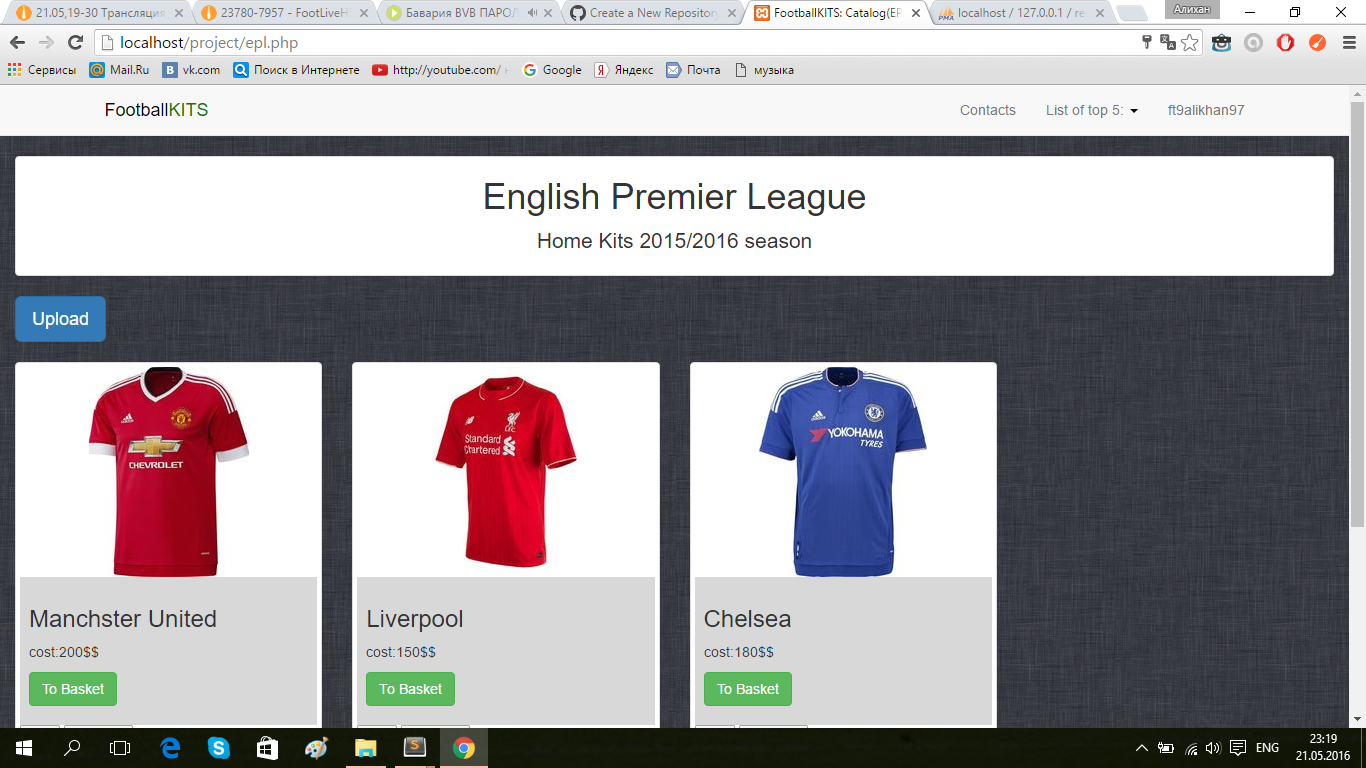 21.05,19-30 Трансляция
23780-7957 - FootLiveH
Бавария BVB ПАРОЛ
Create a New Repository
FootballKITS: Catalog(EP
localhost / 127.0.0.1 / re
Алихан
localhost/project/epl.php
Сервисы
Mail.Ru
vk.com
Поиск в Интернете
http://youtube.com/
Google
Яндекс
Почта
музыка
FootballKITS
Contacts
List of top 5:
ft9alikhan97
English Premier League
Home Kits 2015/2016 season
Upload
adidas
CHEVROLET
Standard
Chartered
L.F.C.
adidas
YOKOHAMA
TYRES
Manchster United
Liverpool
Chelsea
cost:200$$
cost:150$$
cost:180$$
To Basket
To Basket
To Basket
ENG
23:19
21.05.2016